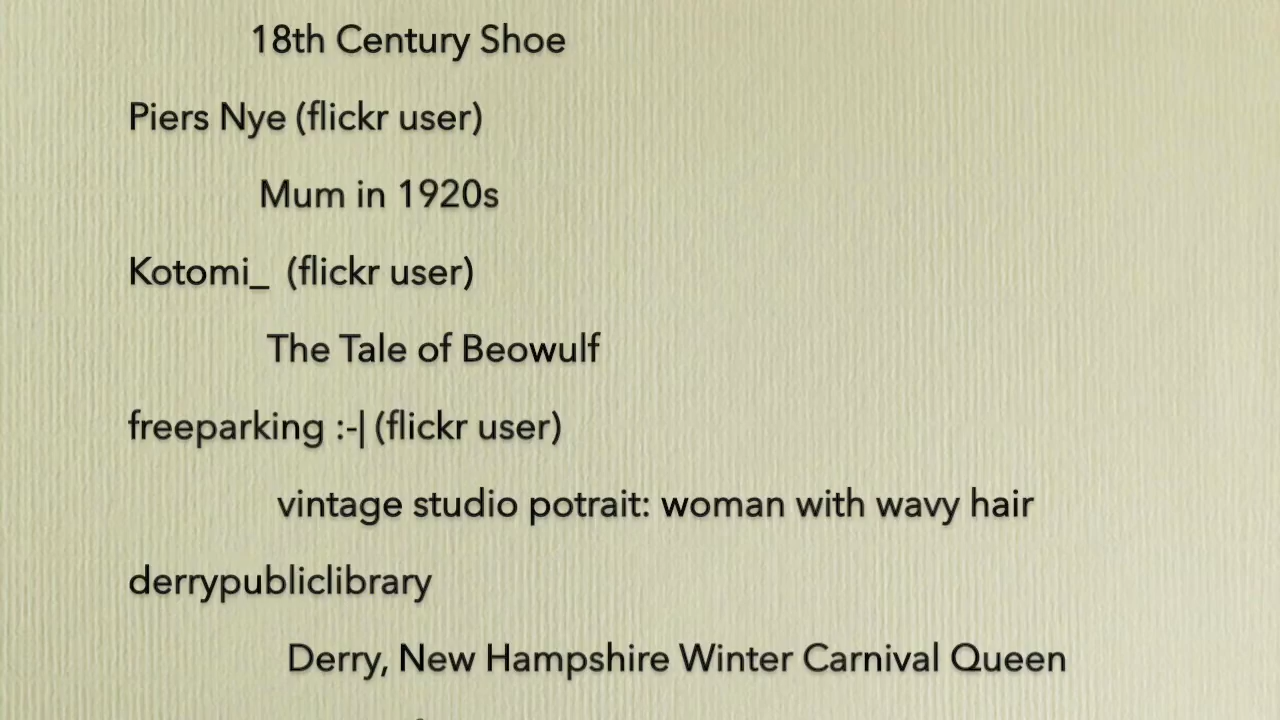 18th Century Shoe
Piers Nye (flickr user)
Mum in 1920s
Kotomi_ (flickr user)
The Tale of Beowulf
freeparking :-| (flickr user)
vintage studio potrait: woman with wavy hair
derrypubliclibrary
Derry, New Hampshire Winter Carnival Queen